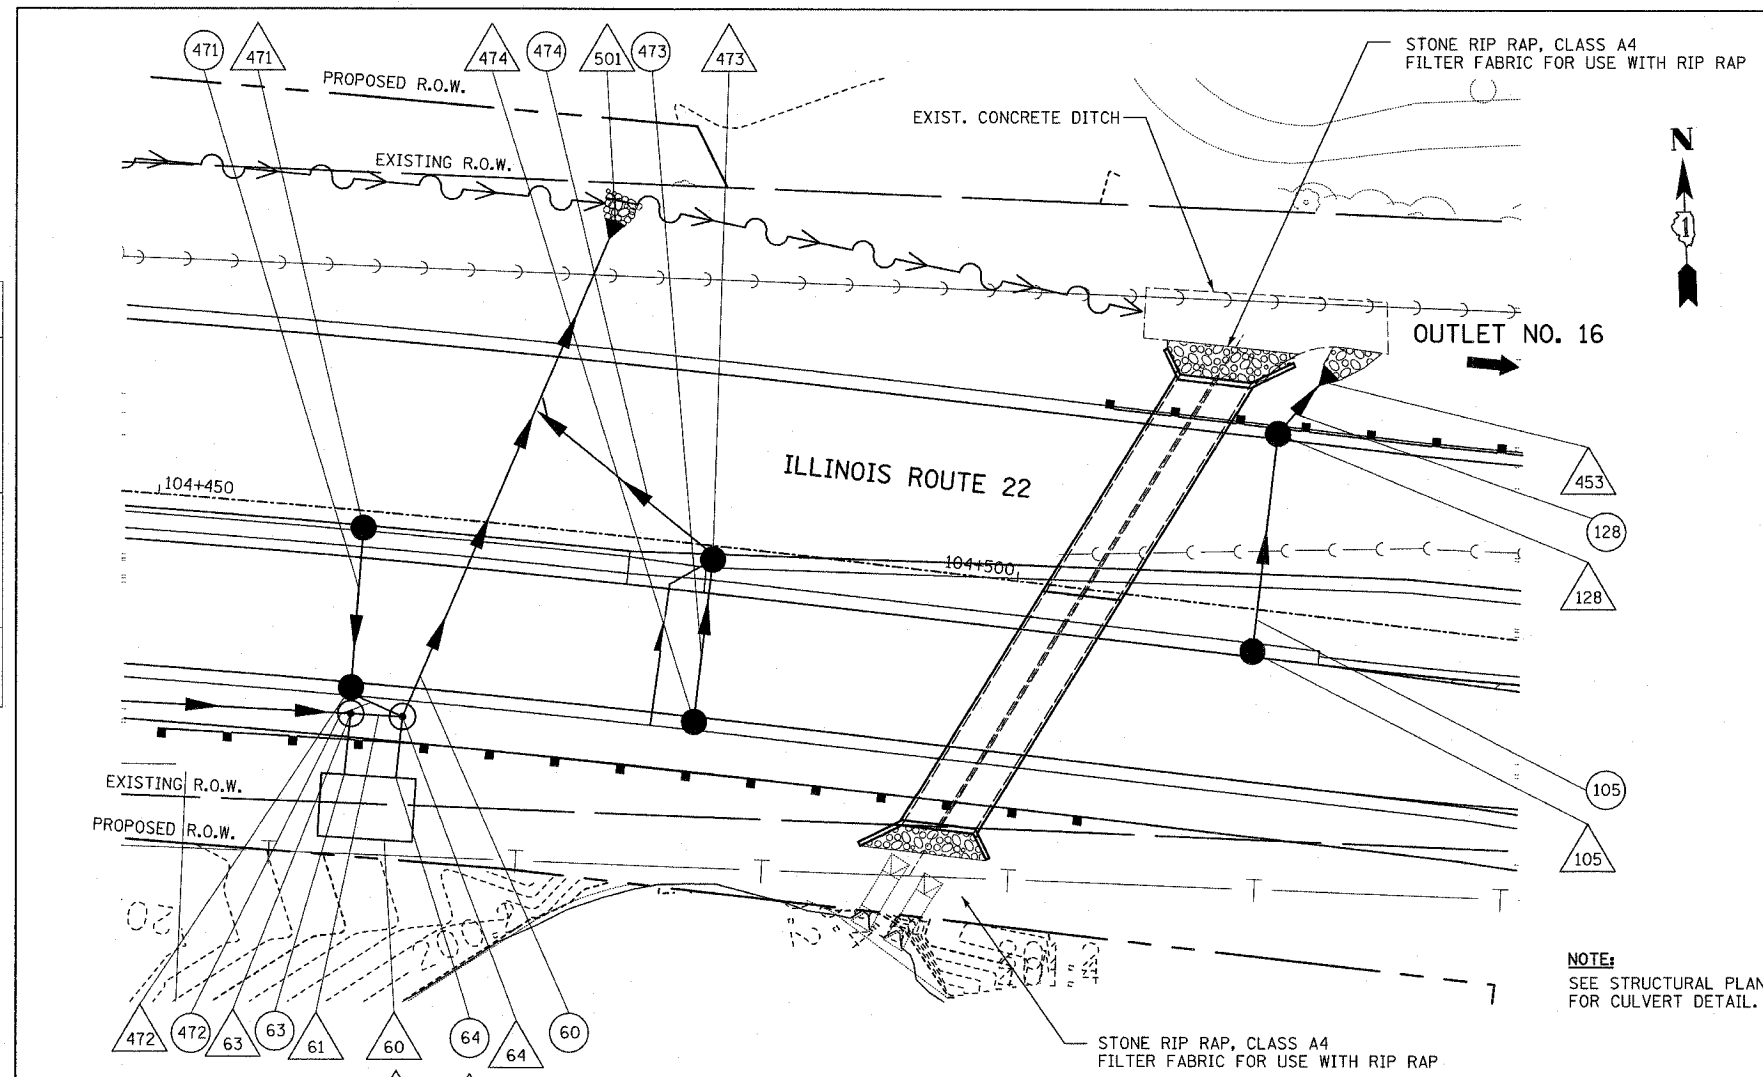 471
471
474
474
501
473
473
STONE RIP RAP, CLASS A4
FILTER FABRIC FOR USE WITH RIP RAP
PROPOSED R.O.W.
EXIST. CONCRETE DITCH
N
EXISTING R.O.W.
1
OUTLET NO. 16
ILLINOIS ROUTE 22
104+450
453
128
104+500
128
EXISTING R.O.W.
105
PROPOSED R.O.W.
105
NOTE:
SEE STRUCTURAL PLAN
FOR CULVERT DETAIL.
472
472
63
63
61
60
64
64
60
STONE RIP RAP, CLASS A4
FILTER FABRIC FOR USE WITH RIP RAP